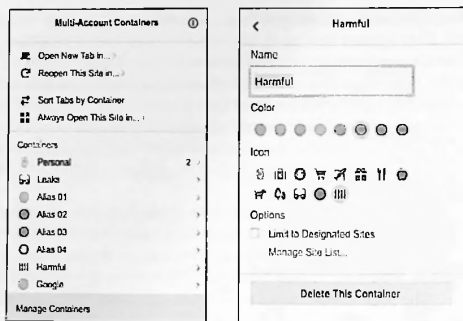 Multi-Account Containers
Open New Tab in...
Reopen This Site in...
Sort Tabs by Container
Always Open This Site in...
Containers
Personal 2
Leaks
Alias 01
Alias 02
Alias 03
Alias 04
Harmful
Google
Manage Containers
Harmful
Name
Harmful
Color
Icon
Options
Limit to Designated Sites
Manage Site List...
Delete This Container